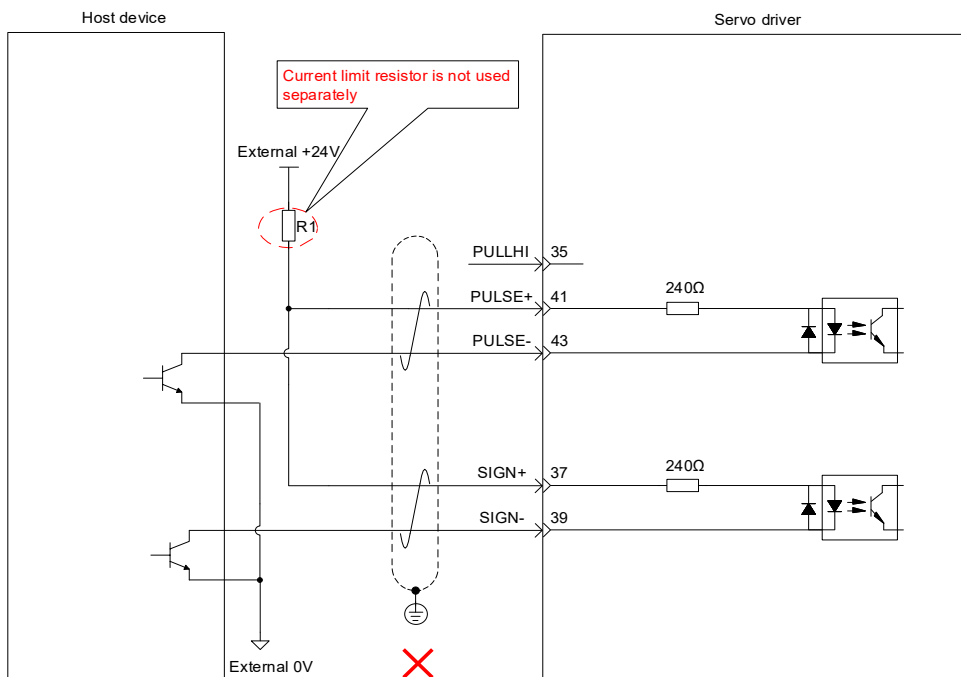 Host device
Servo driver
Current limit resistor is not used
separately
External +24V
R1
PULLHI 35
PULSE+ 41
240Ω
PULSE- 43
SIGN+ 37
240Ω
SIGN- 39
External 0V